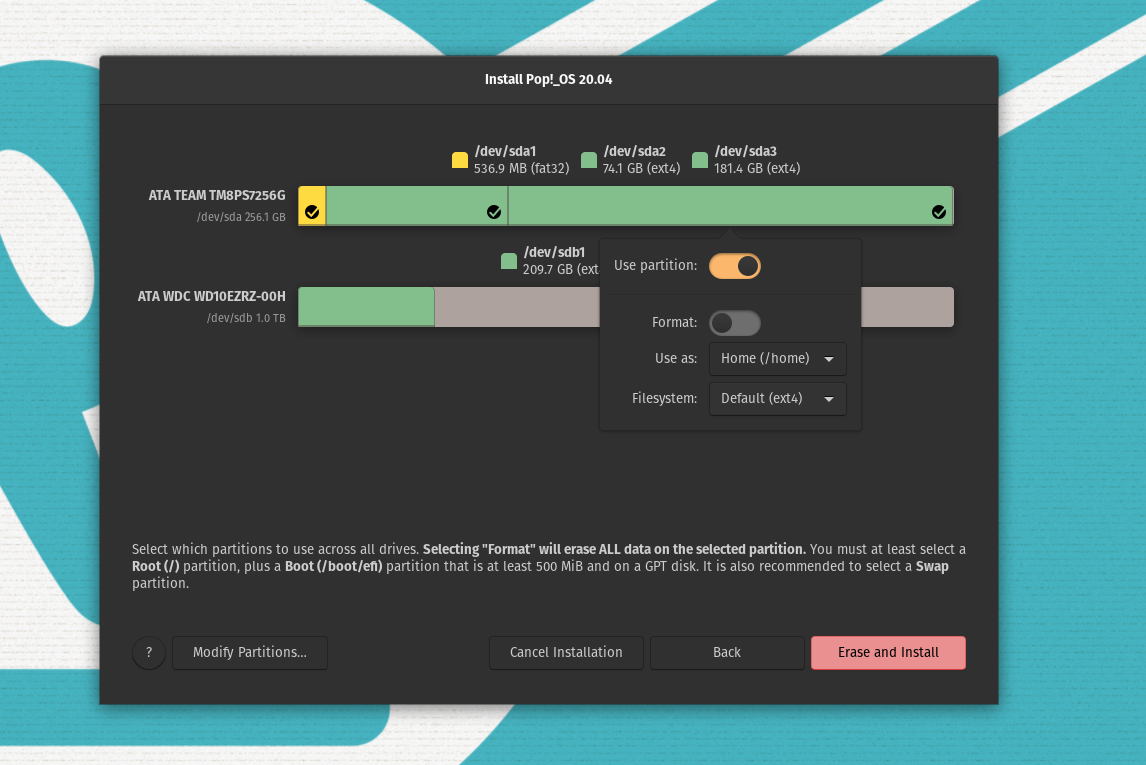 Install Pop!_OS 20.04
/dev/sda1
536.9 MB (fat32)
/dev/sda2
74.1 GB (ext4)
/dev/sda3
181.4 GB (ext4)
ATA TEAM TM8PS7256G
/dev/sda 256.1 GB
/dev/sdb1
209.7 GB (ext
ATA WDC WD10EZRZ-00H
/dev/sdb 1.0 TB
Use partition:
Format:
Use as: Home (/home)
Filesystem: Default (ext4)
Select which partitions to use across all drives. Selecting "Format" will erase ALL data on the selected partition. You must at least select a
Root (/) partition, plus a Boot (/boot/efi) partition that is at least 500 MiB and on a GPT disk. It is also recommended to select a Swap
partition.
? Modify Partitions... Cancel Installation Back Erase and Install